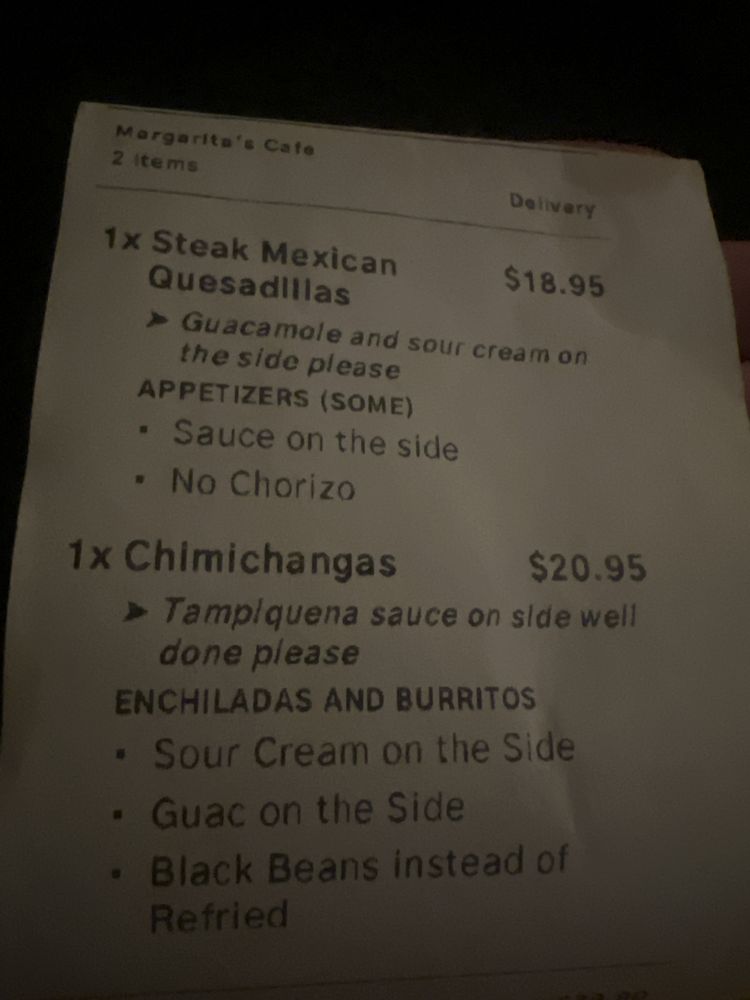 Margarita's Cafe
2 items
Delivery
1x Steak Mexican $18.95
Quesadillas
➤ Guacamole and sour cream on
the side please
APPETIZERS (SOME)
▪ Sauce on the side
▪ No Chorizo
1x Chimichangas $20.95
➤ Tampiquena sauce on side well
done please
ENCHILADAS AND BURRITOS
▪ Sour Cream on the Side
▪ Guac on the Side
▪ Black Beans instead of
Refried